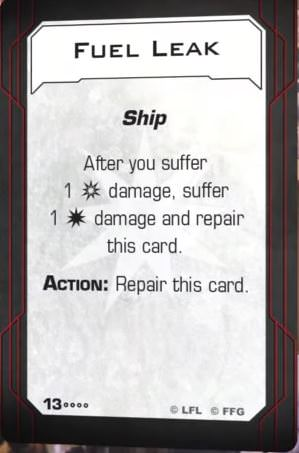 FUEL LEAK
Ship
After you suffer
1 damage, suffer
1 damage and repair
this card.
ACTION: Repair this card.
13
© LFL © FFG